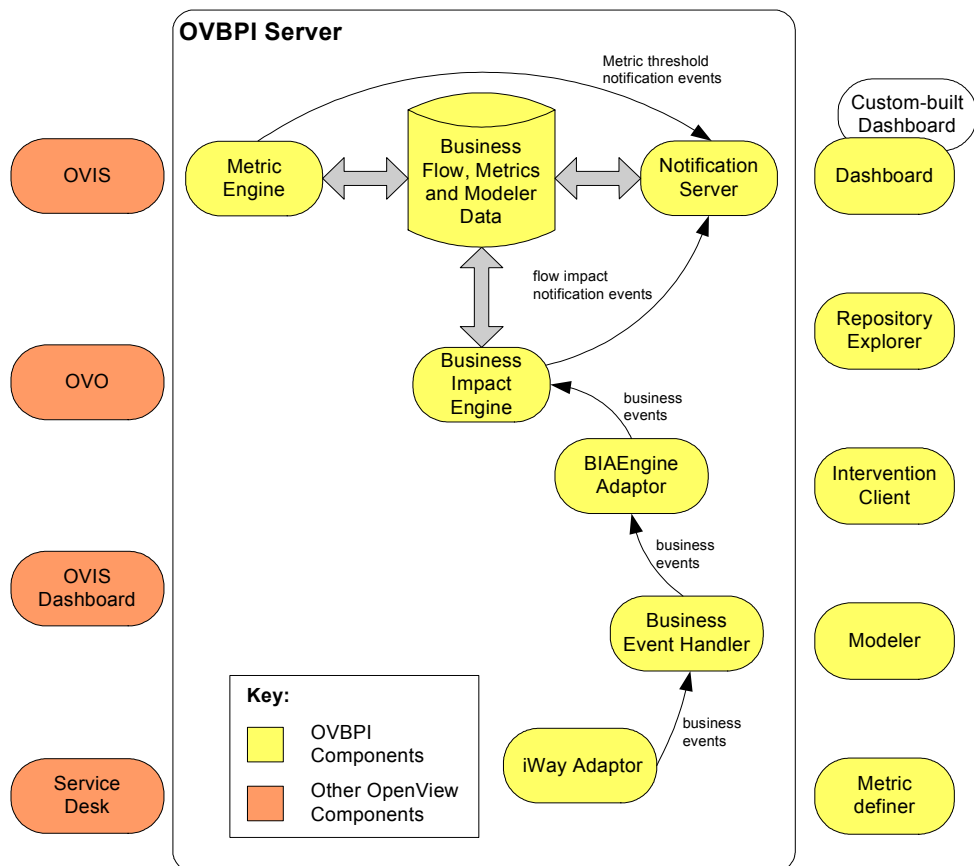 OVBPI Server
Metric threshold
notification events
Custom-built
Dashboard
OVIS
Metric
Engine
Business
Flow, Metrics
and Modeler
Data
Notification
Server
Dashboard
flow impact
notification events
Repository
Explorer
OVO
Business
Impact
Engine
business
events
BIAEngine
Adaptor
Intervention
Client
business
events
OVIS
Dashboard
Business
Event Handler
Modeler
Key:
OVBPI
Components
Other OpenView
Components
business
events
iWay Adaptor
Service
Desk
Metric
definer